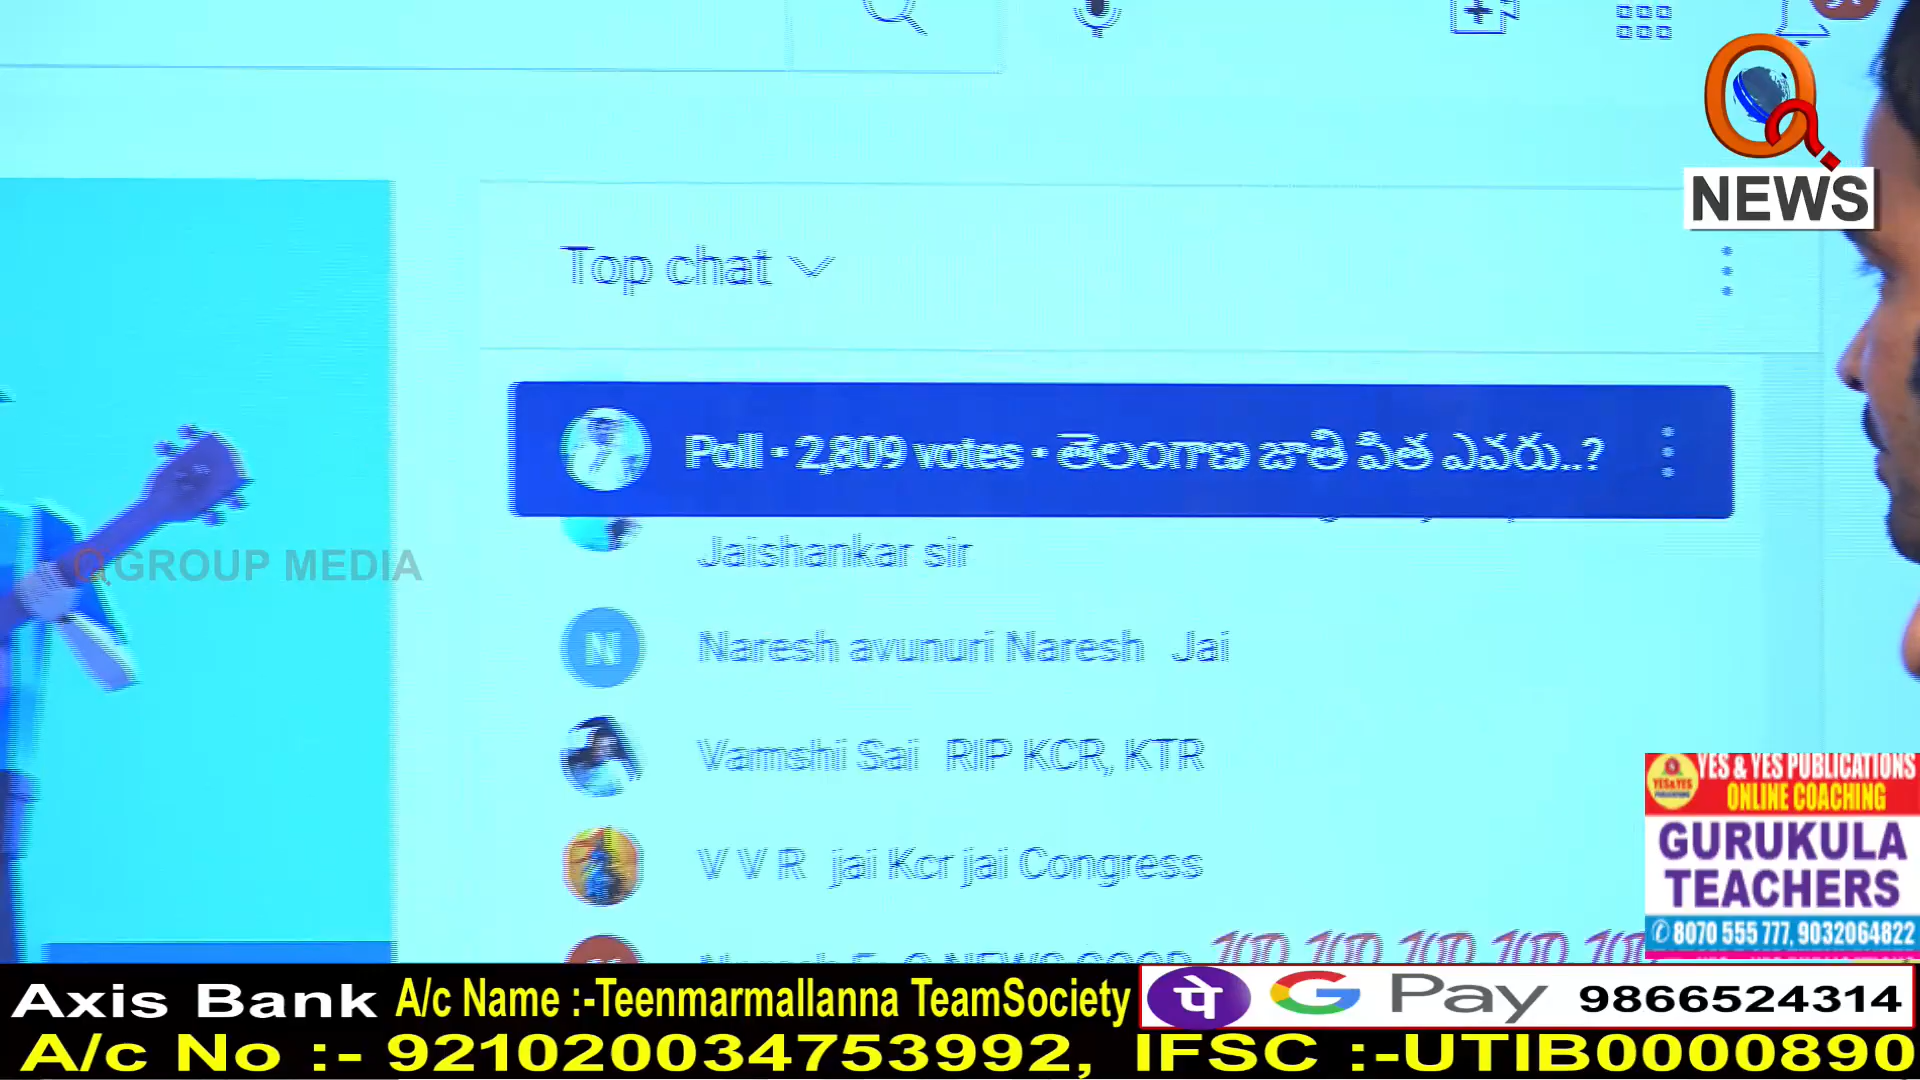 NEWS
Top chat
Poll • 2,809 votes • తెలంగాణ జాతి పిత ఎవరు..?
Jaishankar sir
GROUP MEDIA
N Naresh avunuri Naresh Jai
Vamshii Sai RIP KCR, KTR
V V R jai Kcr jai Congress
YES & YES PUBLICATIONS
ONLINE COACHING
GURUKULA
TEACHERS
8070 555 777, 9032064822
Axis Bank A/c Name :-Teenmarmallanna TeamSociety पे G Pay 9866524314
A/c No :- 921020034753992, IFSC :-UTIB0000890